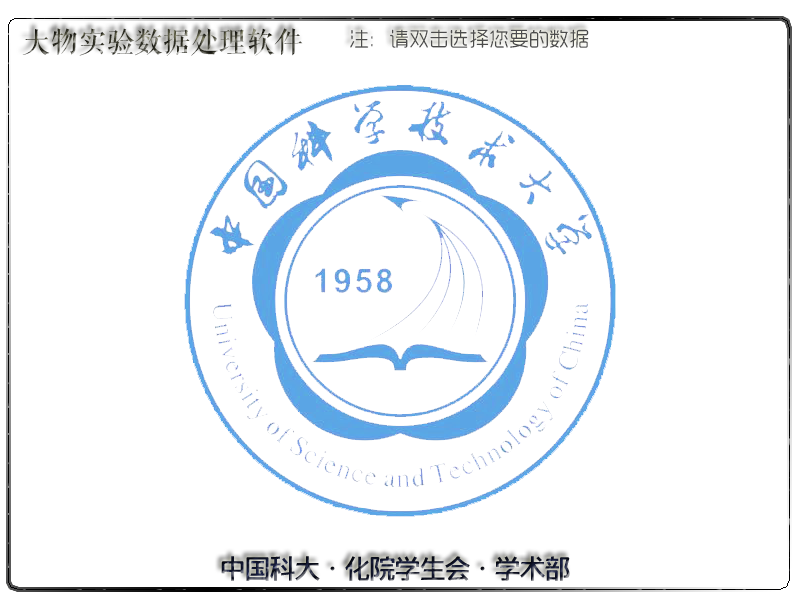 大物实验数据处理软件 注：请双击选择您要的数据
中国科学技术大学
1958
University of Science and Technology of China
中国科大·化院学生会·学术部